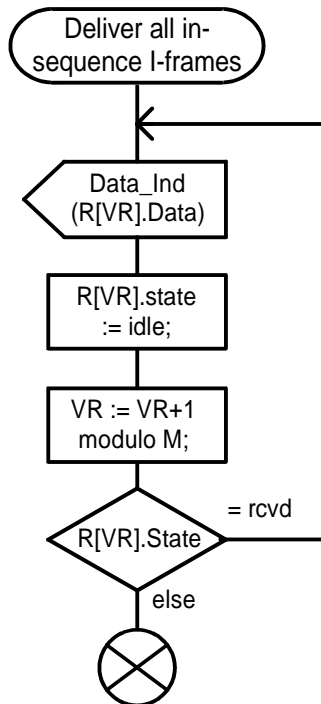 Deliver all in-
sequence I-frames
Data_Ind
(R[VR].Data)
R[VR].state
:= idle;
VR := VR+1
modulo M;
= rcvd
R[VR].State
else